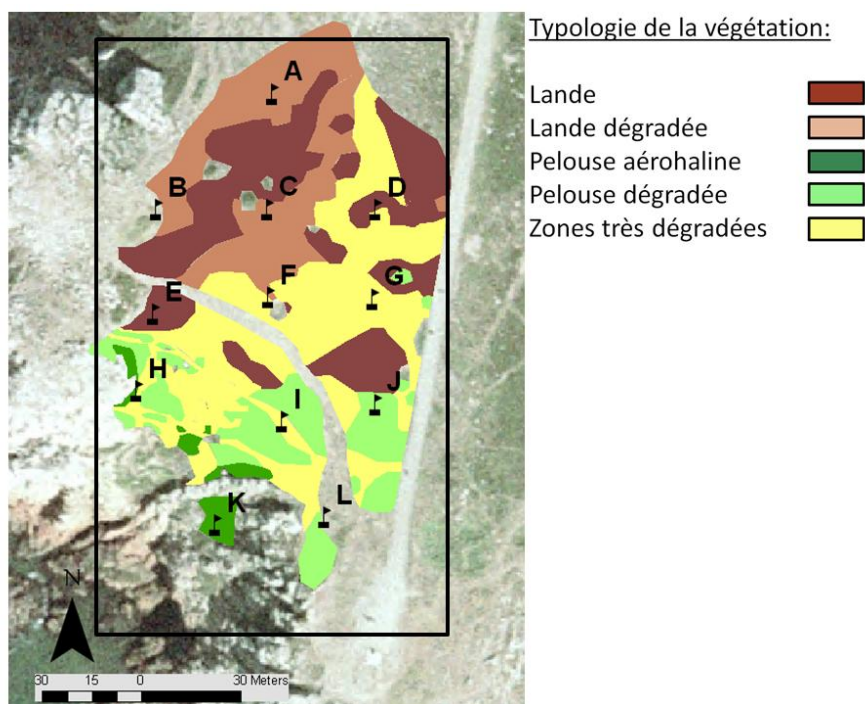 Typologie de la végétation:
Lande
Lande dégradée
Pelouse aérohaline
Pelouse dégradée
Zones très dégradées
A
B
C
D
E
F
G
H
I
J
K
L
N
30 15 0 30 Meters